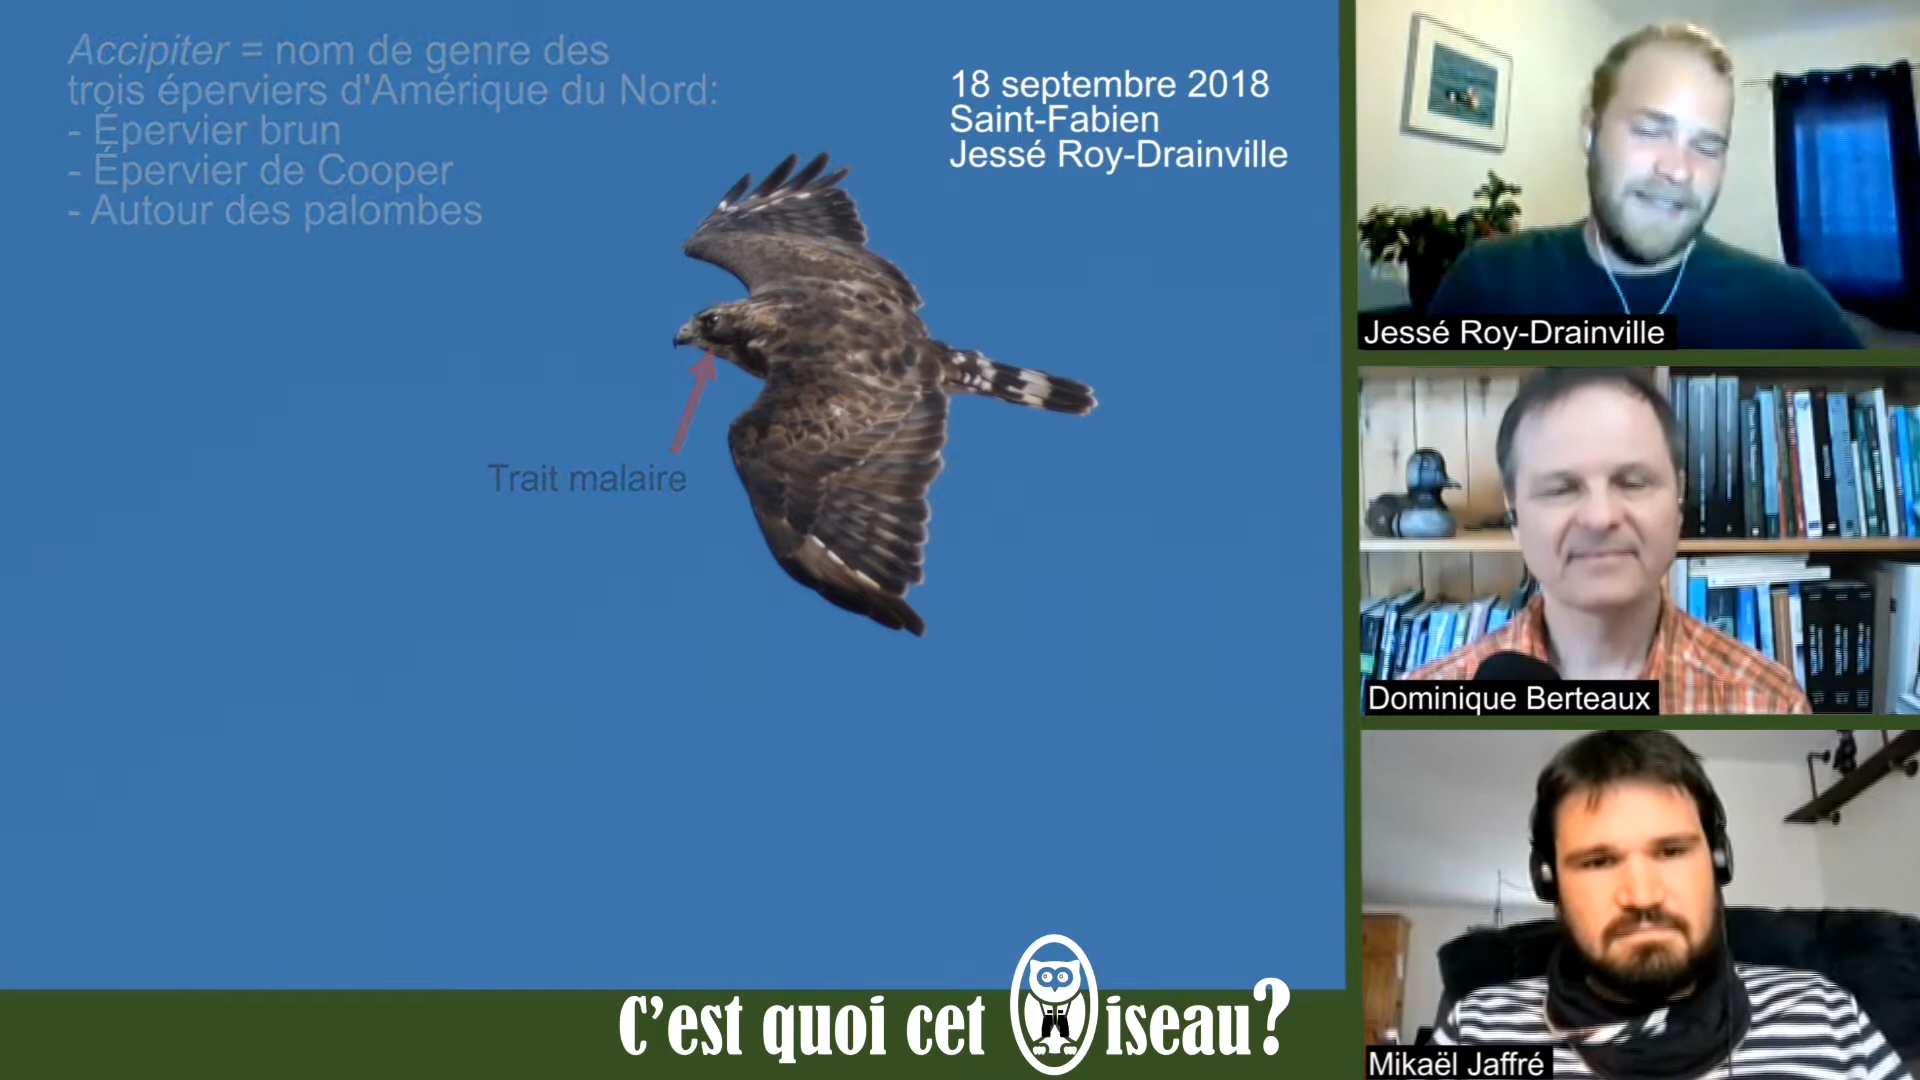 Accipiter = nom de genre des
trois éperviers d'Amérique du Nord:
- Épervier brun
- Épervier de Cooper
- Autour des palombes
18 septembre 2018
Saint-Fabien
Jessé Roy-Drainville
Trait malaire
Jessé Roy-Drainville
Dominique Berteaux
Mikaël Jaffré
C'est quoi cet Oiseau?